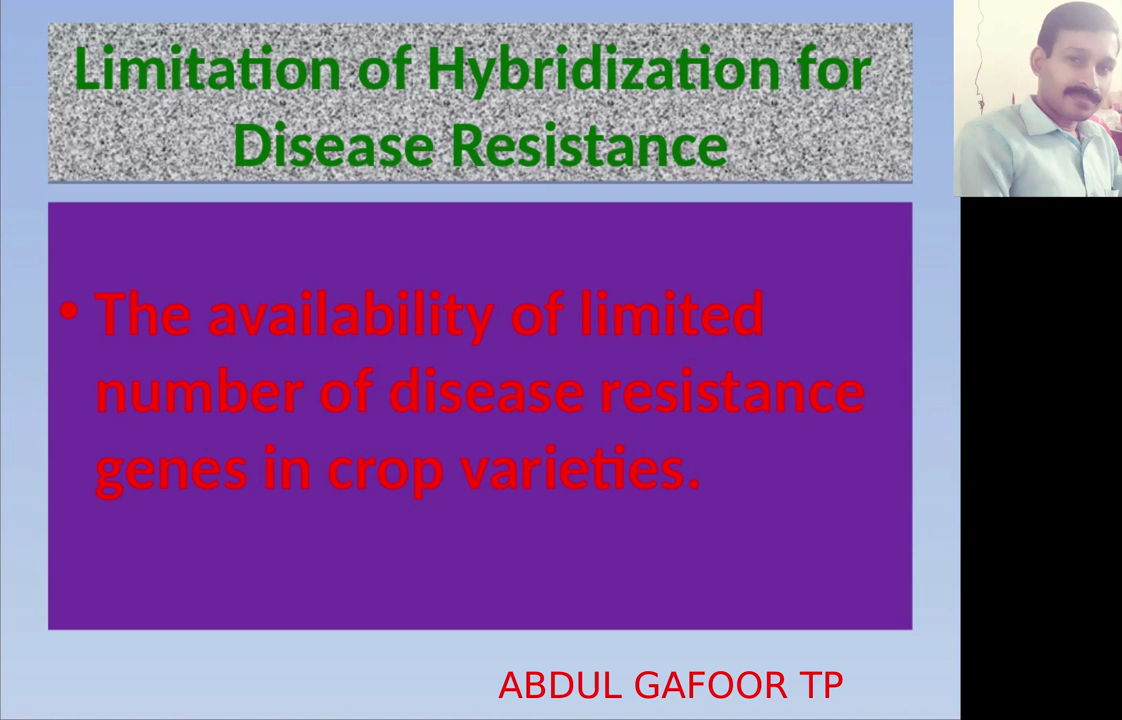 Limitation of Hybridization for
Disease Resistance
• The availability of limited
number of disease resistance
genes in crop varieties.
ABDUL GAFOOR TP